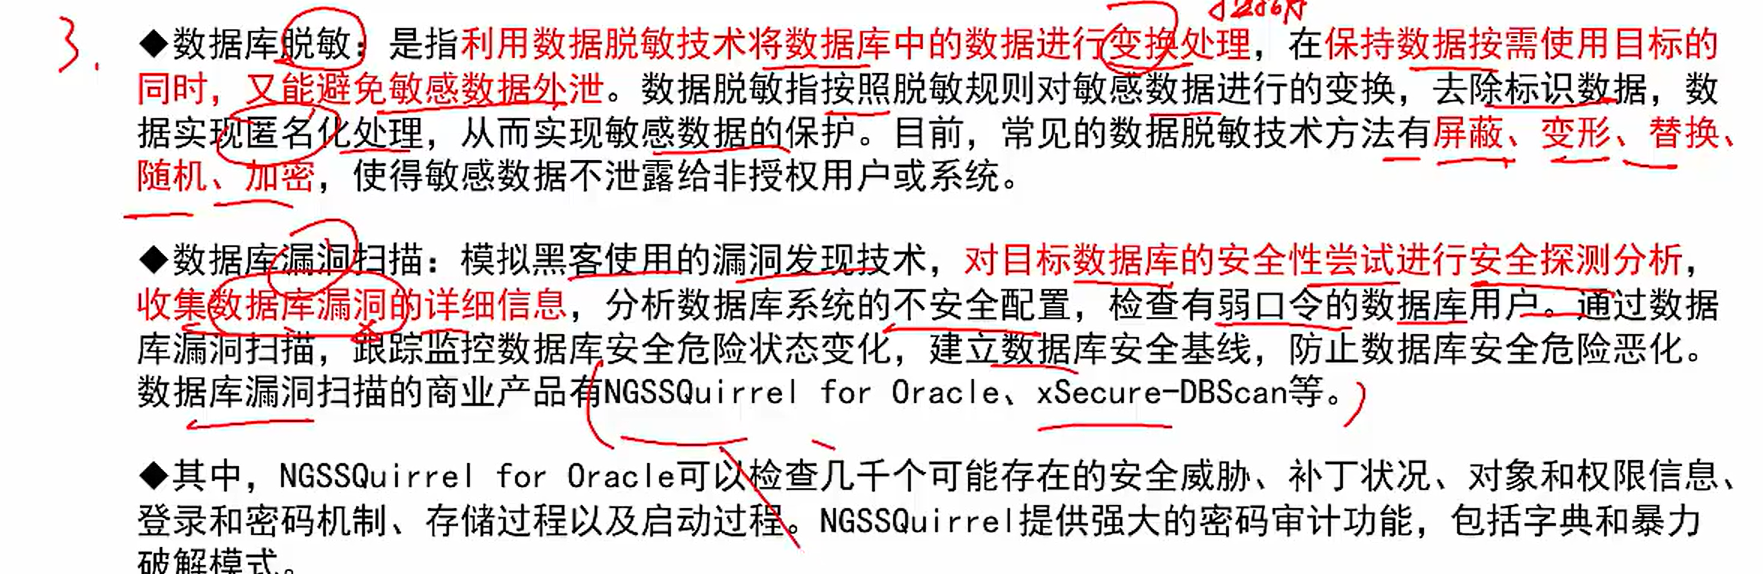 3.
◆数据库脱敏：是指利用数据脱敏技术将数据库中的数据进行变换处理，在保持数据按需使用目标的
同时，又能避免敏感数据外泄。数据脱敏指按照脱敏规则对敏感数据进行的变换，去除标识数据，数
据实现匿名化处理，从而实现敏感数据的保护。目前，常见的数据脱敏技术方法有屏蔽、变形、替换、
随机、加密，使得敏感数据不泄露给非授权用户或系统。
◆数据库漏洞扫描：模拟黑客使用的漏洞发现技术，对目标数据库的安全性尝试进行安全探测分析，
收集数据库漏洞的详细信息，分析数据库系统的不安全配置，检查有弱口令的数据库用户。通过数据
库漏洞扫描，跟踪监控数据库安全危险状态变化，建立数据库安全基线，防止数据库安全危险恶化。
数据库漏洞扫描的商业产品有NGSSQuirrel for Oracle、xSecure-DBScan等。
◆其中，NGSSQuirrel for Oracle可以检查几千个可能存在的安全威胁、补丁状况、对象和权限信息、
登录和密码机制、存储过程以及启动过程。NGSSQuirrel提供强大的密码审计功能，包括字典和暴力
破解模式。